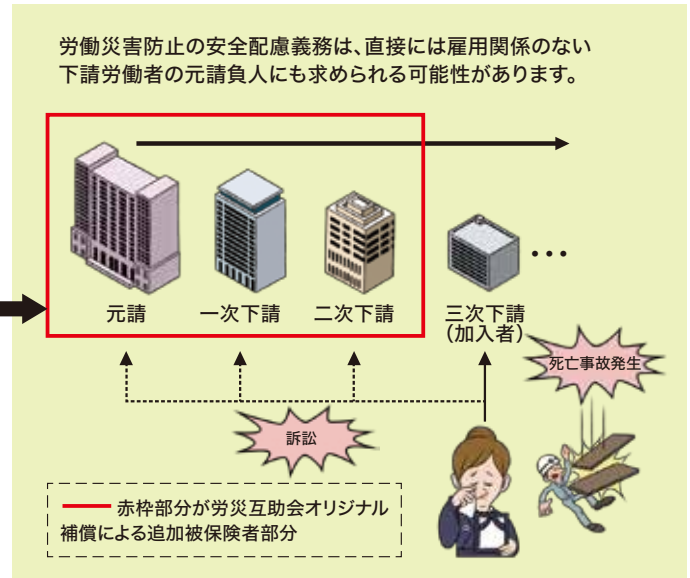 労働災害防止の安全配慮義務は、直接には雇用関係のない
下請労働者の元請負人にも求められる可能性があります。
元請
一次下請
二次下請
三次下請
(加入者)
…
死亡事故発生
訴訟
赤枠部分が労災互助会オリジナル
補償による追加被保険者部分